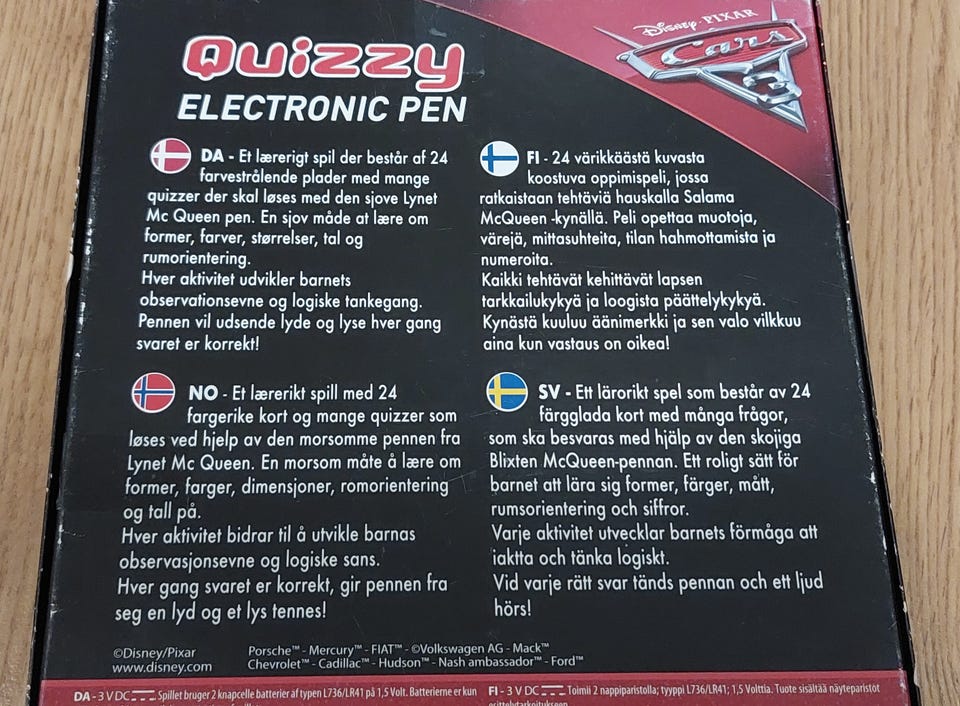 Disney·PIXAR
Cars
3
Quizzy
ELECTRONIC PEN
DA - Et lærerigt spil der består af 24
farvestrålende plader med mange
quizzer der skal løses med den sjove Lynet
Mc Queen pen. En sjov måde at lære om
former, farver, størrelser, tal og
rumorientering.
Hver aktivitet udvikler barnets
observationsevne og logiske tankegang.
Pennen vil udsende lyde og lyse hver gang
svaret er korrekt!
FI - 24 värikkäästä kuvasta
koostuva oppimispeli, jossa
ratkaistaan tehtäviä hauskalla Salama
McQueen -kynällä. Peli opettaa muotoja,
värejä, mittasuhteita, tilan hahmottamista ja
numeroita.
Kaikki tehtävät kehittävät lapsen
tarkkailukykyä ja loogista päättelykykyä.
Kynästä kuuluu äänimerkki ja sen valo vilkkuu
aina kun vastaus on oikea!
NO - Et lærerikt spill med 24
fargerike kort og mange quizzer som
løses ved hjelp av den morsomme pennen fra
Lynet Mc Queen. En morsom måte å lære om
former, farger, dimensjoner, romorientering
og tall på.
Hver aktivitet bidrar til å utvikle barnas
observasjonsevne og logiske sans.
Hver gang svaret er korrekt, gir pennen fra
seg en lyd og et lys tennes!
SV - Ett lärorikt spel som består av 24
färgglada kort med många frågor,
som ska besvaras med hjälp av den skojiga
Blixten McQueen-pennan. Ett roligt sätt för
barnet att lära sig former, färger, mått,
rumsorientering och siffror.
Varje aktivitet utvecklar barnets förmåga att
iaktta och tänka logiskt.
Vid varje rätt svar tänds pennan och ett ljud
hörs!
©Disney/Pixar
www.disney.com
Porsche™ - Mercury™ - FIAT™ - ©Volkswagen AG - Mack™
Chevrolet™ - Cadillac™ - Hudson™ - Nash ambassador™ - Ford™
DA - 3 V DC Spillet bruger 2 knapcelle batterier af typen L736/LR41 på 1,5 Volt. Batterierne er kun
FI - 3 V DC Toimii 2 nappiparistolla; tyyppi L736/LR41; 1,5 Volttia. Tuote sisältää näyteparistot
esittelytarkoitukseen